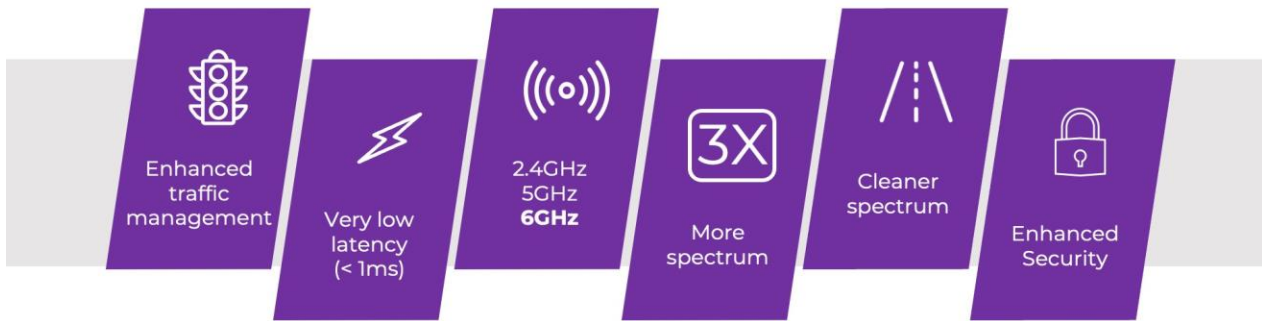 Enhanced
traffic
management
Very low
latency
(< 1ms)
2.4GHz
5GHz
6GHz
3X
More
spectrum
Cleaner
spectrum
Enhanced
Security